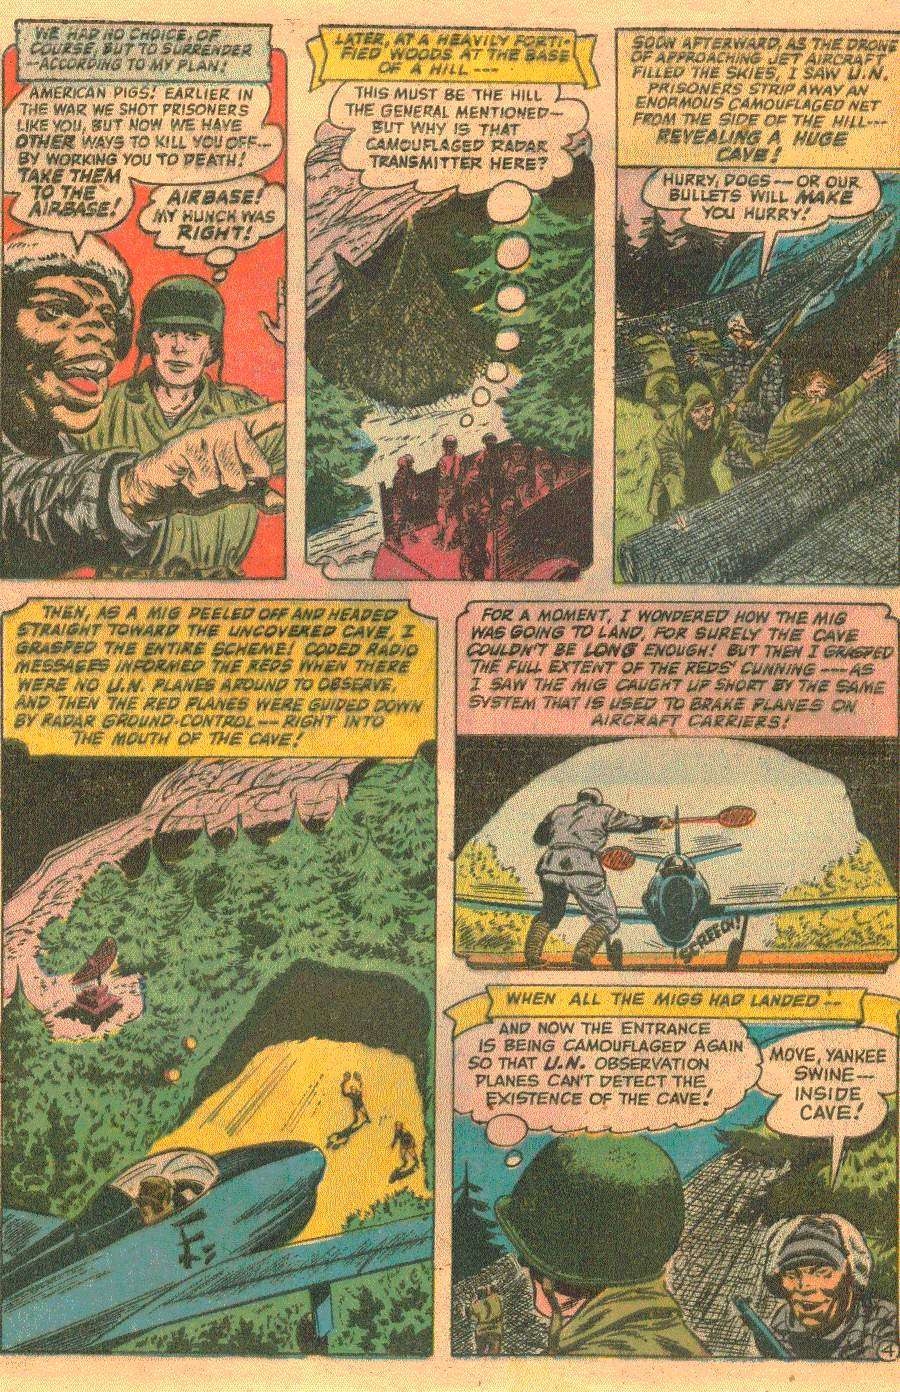 WE HAD NO CHOICE, OF
COURSE, BUT TO SURRENDER
--ACCORDING TO MY PLAN!
AMERICAN PIGS! EARLIER IN
THE WAR WE SHOT PRISONERS
LIKE YOU, BUT NOW WE HAVE
OTHER WAYS TO KILL YOU OFF--
BY WORKING YOU TO DEATH!
TAKE THEM
TO THE
AIRBASE!
AIRBASE!
MY HUNCH WAS
RIGHT!
LATER, AT A HEAVILY FORTI-
FIED WOODS AT THE BASE
OF A HILL---
THIS MUST BE THE HILL
THE GENERAL MENTIONED--
BUT WHY IS THAT
CAMOUFLAGED RADAR
TRANSMITTER HERE?
SOON AFTERWARD, AS THE DRONE
OF APPROACHING JET AIRCRAFT
FILLED THE SKIES, I SAW U.N.
PRISONERS STRIP AWAY AN
ENORMOUS CAMOUFLAGED NET
FROM THE SIDE OF THE HILL---
REVEALING A HUGE
CAVE!
HURRY, DOGS--OR OUR
BULLETS WILL MAKE
YOU HURRY!
THEN, AS A MIG PEELED OFF AND HEADED
STRAIGHT TOWARD THE UNCOVERED CAVE, I
GRASPED THE ENTIRE SCHEME! CODED RADIO
MESSAGES INFORMED THE REDS WHEN THERE
WERE NO U.N. PLANES AROUND TO OBSERVE,
AND THEN THE RED PLANES WERE GUIDED DOWN
BY RADAR GROUND-CONTROL--RIGHT INTO
THE MOUTH OF THE CAVE!
FOR A MOMENT, I WONDERED HOW THE MIG
WAS GOING TO LAND, FOR SURELY THE CAVE
COULDN'T BE LONG ENOUGH! BUT THEN I GRASPED
THE FULL EXTENT OF THE REDS' CUNNING---AS
I SAW THE MIG CAUGHT UP SHORT BY THE SAME
SYSTEM THAT IS USED TO BRAKE PLANES ON
AIRCRAFT CARRIERS!
SCREECH!
WHEN ALL THE MIGS HAD LANDED--
AND NOW THE ENTRANCE
IS BEING CAMOUFLAGED AGAIN
SO THAT U.N. OBSERVATION
PLANES CAN'T DETECT THE
EXISTENCE OF THE CAVE!
MOVE, YANKEE
SWINE--
INSIDE
CAVE!
4